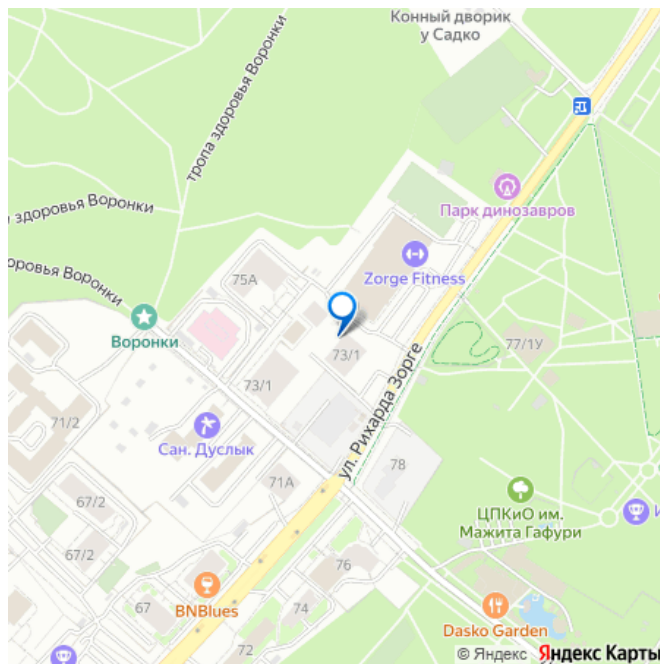 Конный дворик
у Садко
тропа здоровья Воронки
Парк динозавров
здоровья Воронки
Zorge Fitness
75А
Воронки
доровья Воронки
73/1
77/1У
73/1
ул. Рихарда Зорге
71/2
Сан. Дуслык
78
71А
67/2
ЦПКиО им.
Мажита Гафури
67/2
76
BNBlues
67
74
Dasko Garden
72
© Яндекс Яндекс Карты